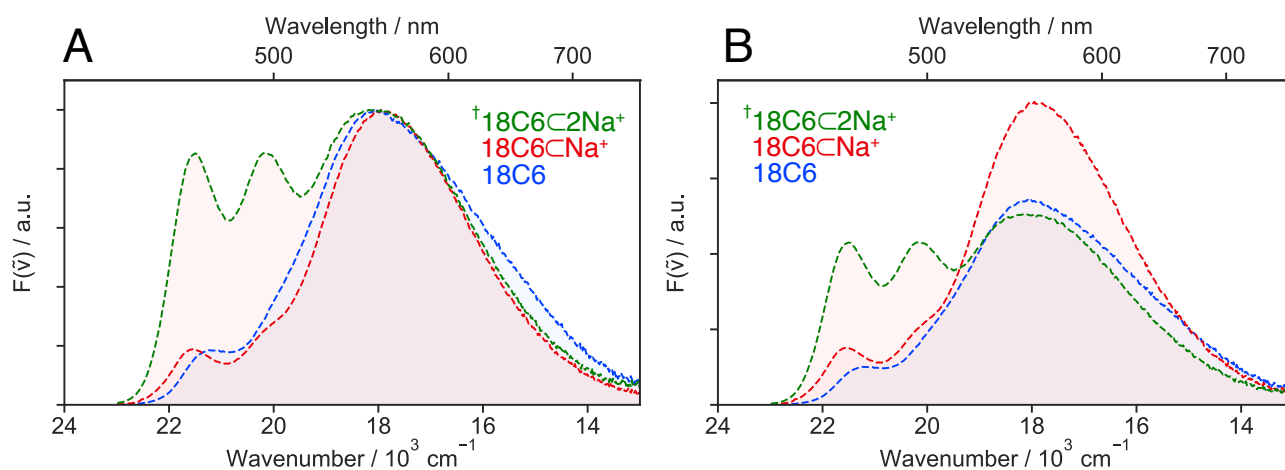 A
Wavelength / nm
500 600 700
†18C6⊂2Na⁺
18C6⊂Na⁺
18C6
F(ṽ) / a.u.
24 22 20 18 16 14
Wavenumber / 10³ cm⁻¹
B
Wavelength / nm
500 600 700
†18C6⊂2Na⁺
18C6⊂Na⁺
18C6
F(ṽ) / a.u.
24 22 20 18 16 14
Wavenumber / 10³ cm⁻¹